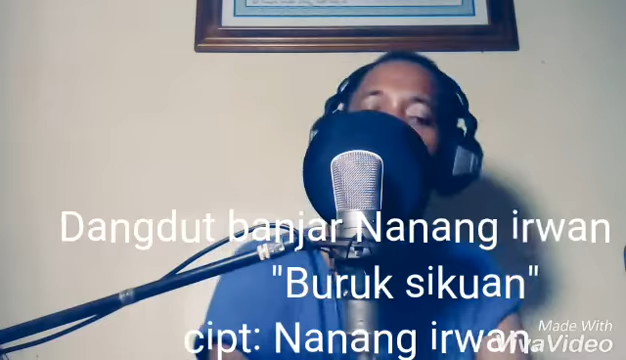 Dangdut banjar Nanang irwan
"Buruk sikuan"
cipt: Nanang irwan
Made With
VivaVideo